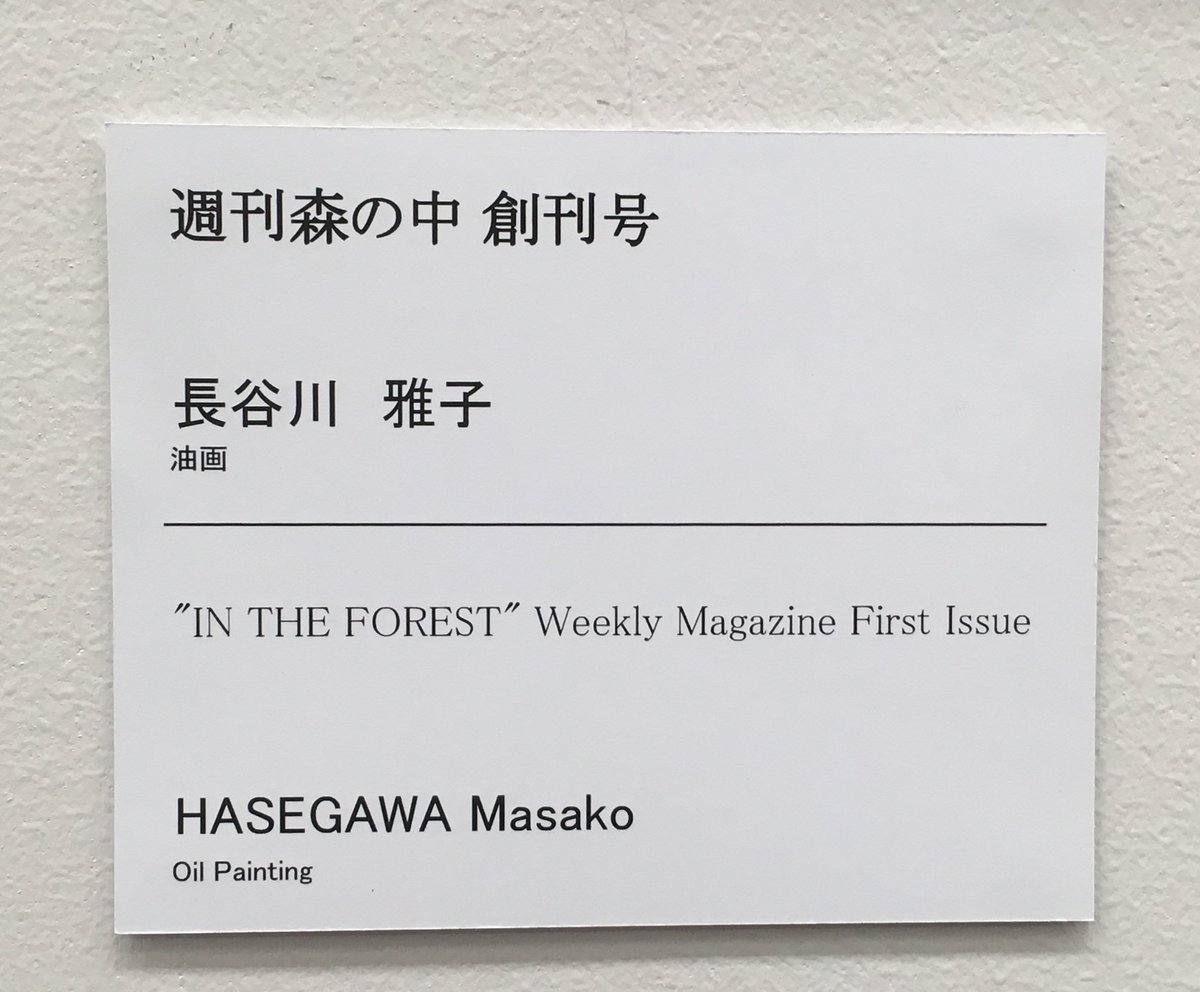 週刊森の中 創刊号
長谷川　雅子
油画
"IN THE FOREST" Weekly Magazine First Issue
HASEGAWA Masako
Oil Painting